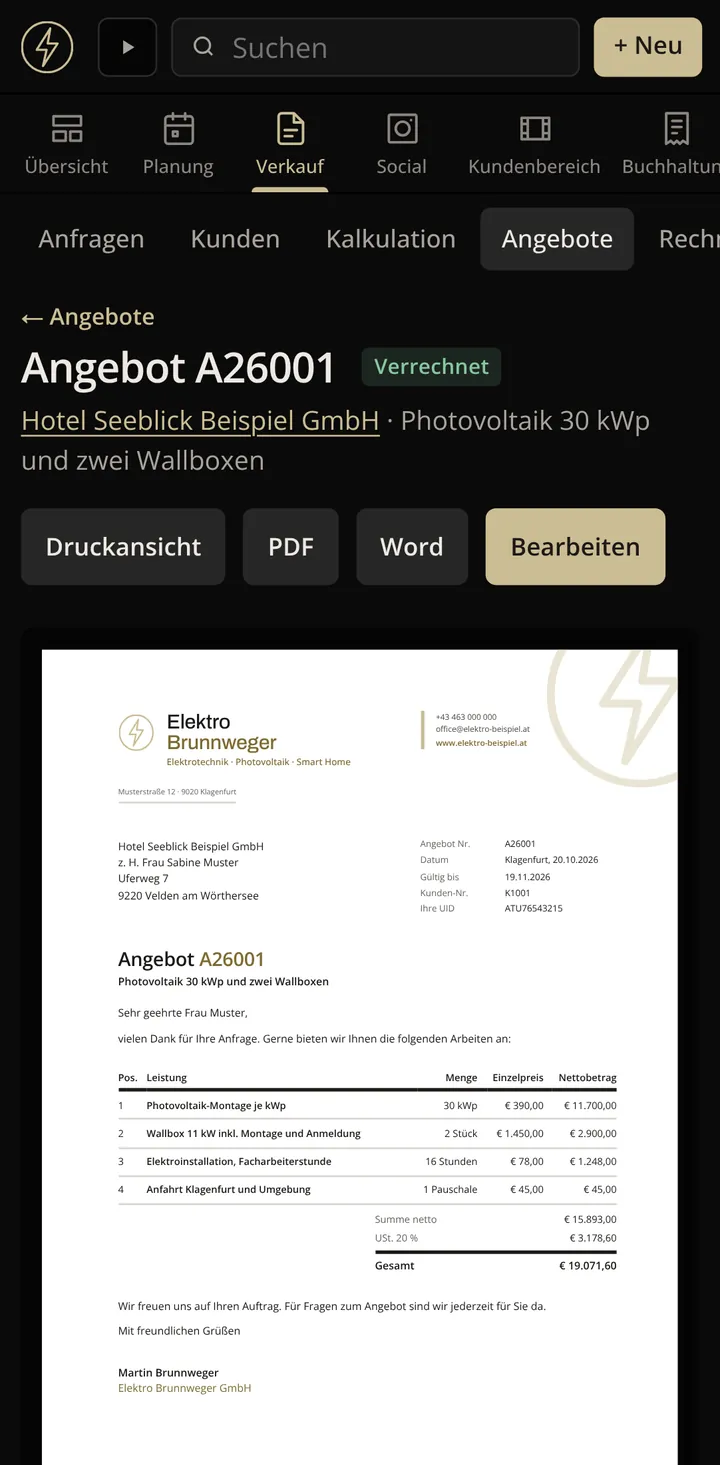 Suchen
+ Neu
Übersicht
Planung
Verkauf
Social
Kundenbereich
Buchhaltun
Anfragen
Kunden
Kalkulation
Angebote
Rechn
← Angebote
Angebot A26001
Verrechnet
Hotel Seeblick Beispiel GmbH · Photovoltaik 30 kWp
und zwei Wallboxen
Druckansicht
PDF
Word
Bearbeiten
Elektro
Brunnweger
Elektrotechnik · Photovoltaik · Smart Home
+43 463 000 000
office@elektro-beispiel.at
www.elektro-beispiel.at
Musterstraße 12 · 9020 Klagenfurt
Hotel Seeblick Beispiel GmbH
z. H. Frau Sabine Muster
Uferweg 7
9220 Velden am Wörthersee
Angebot Nr. A26001
Datum Klagenfurt, 20.10.2026
Gültig bis 19.11.2026
Kunden-Nr. K1001
Ihre UID ATU76543215
Angebot A26001
Photovoltaik 30 kWp und zwei Wallboxen
Sehr geehrte Frau Muster,
vielen Dank für Ihre Anfrage. Gerne bieten wir Ihnen die folgenden Arbeiten an:
Pos. Leistung Menge Einzelpreis Nettobetrag
1 Photovoltaik-Montage je kWp 30 kWp € 390,00 € 11.700,00
2 Wallbox 11 kW inkl. Montage und Anmeldung 2 Stück € 1.450,00 € 2.900,00
3 Elektroinstallation, Facharbeiterstunde 16 Stunden € 78,00 € 1.248,00
4 Anfahrt Klagenfurt und Umgebung 1 Pauschale € 45,00 € 45,00
Summe netto € 15.893,00
USt. 20 % € 3.178,60
Gesamt € 19.071,60
Wir freuen uns auf Ihren Auftrag. Für Fragen zum Angebot sind wir jederzeit für Sie da.
Mit freundlichen Grüßen
Martin Brunnweger
Elektro Brunnweger GmbH